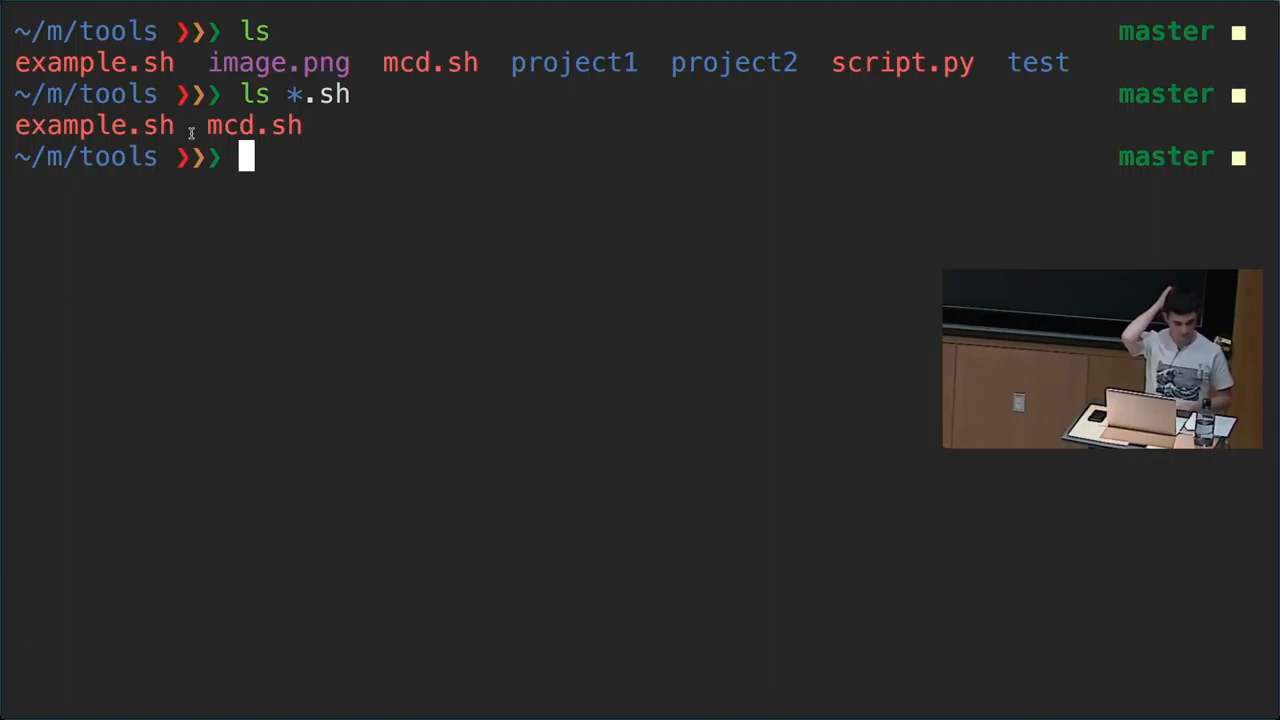 ~/m/tools ❯❯❯ ls master ■
example.sh image.png mcd.sh project1 project2 script.py test
~/m/tools ❯❯❯ ls *.sh master ■
example.sh mcd.sh
~/m/tools ❯❯❯ master ■